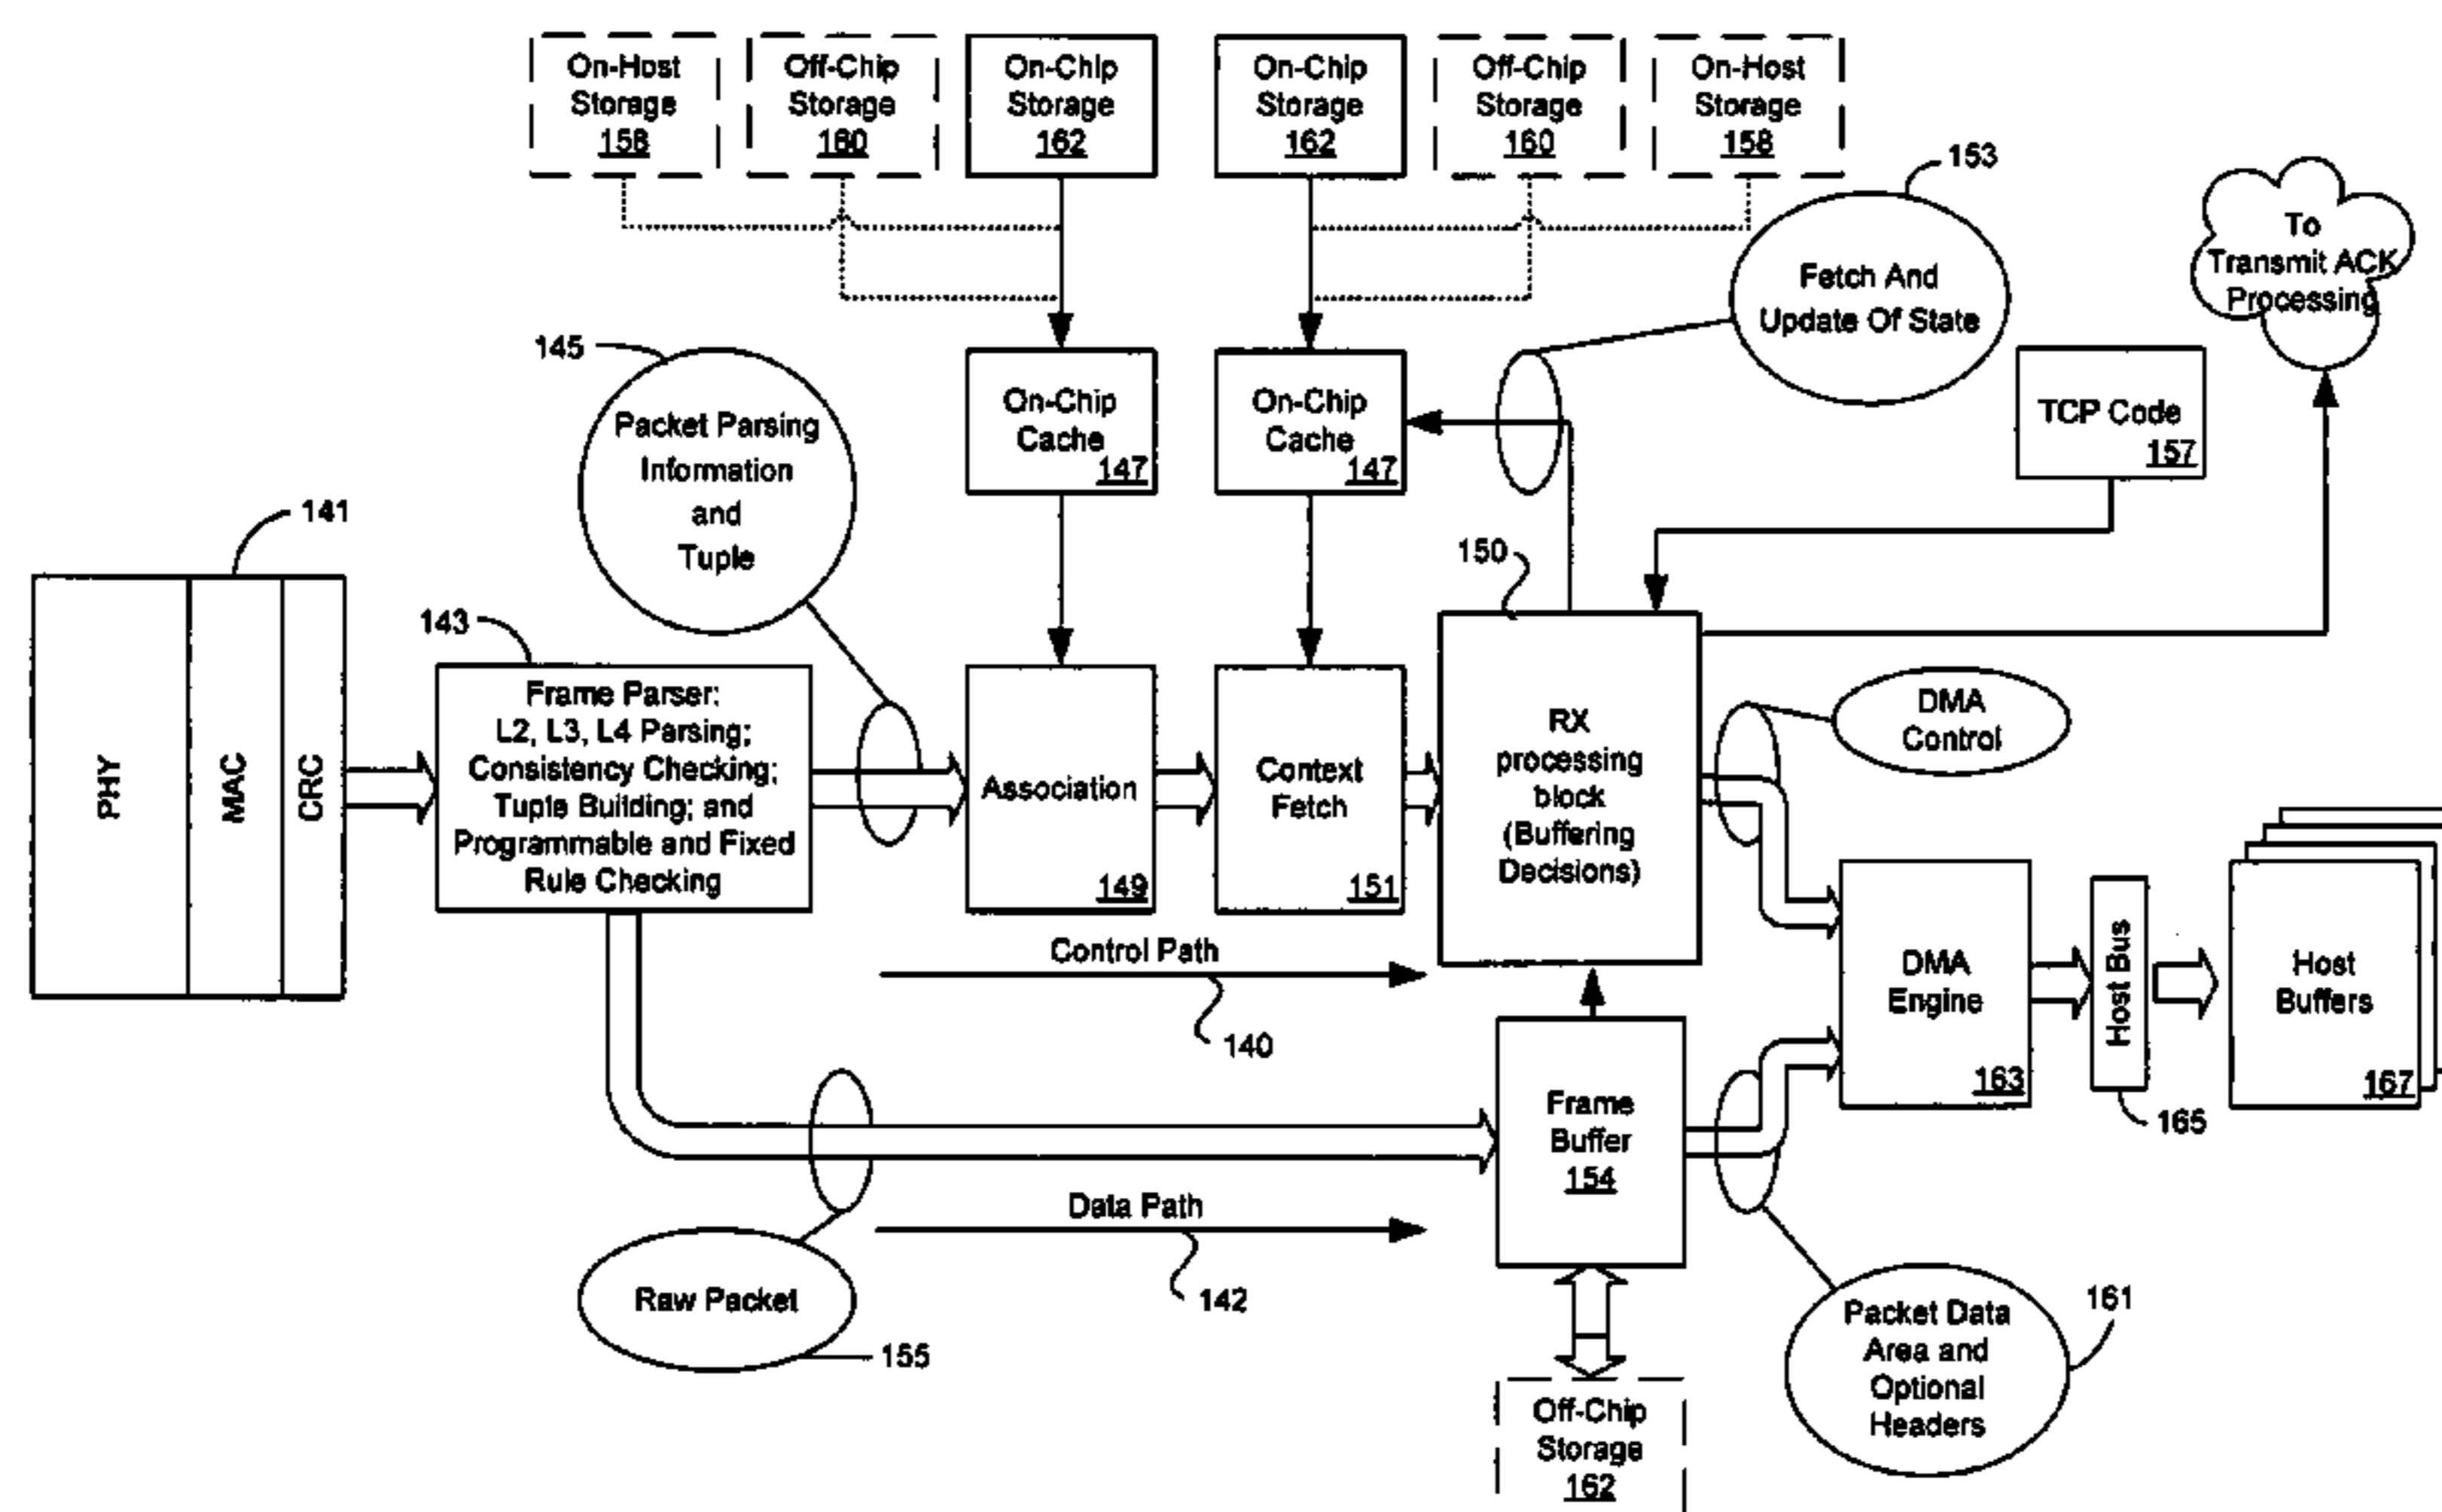 On-Host
Storage
158
Off-Chip
Storage
160
On-Chip
Storage
162
On-Chip
Storage
162
Off-Chip
Storage
160
On-Host
Storage
158
153
To
Transmit ACK
Processing
Fetch And
Update Of State
145
Packet Parsing
Information
and
Tuple
On-Chip
Cache
147
On-Chip
Cache
147
TCP Code
157
141
150
143
PHY
MAC
CRC
Frame Parser;
L2, L3, L4 Parsing;
Consistency Checking;
Tuple Building; and
Programmable and Fixed
Rule Checking
Association
149
Context
Fetch
151
RX
processing
block
(Buffering
Decisions)
DMA
Control
Control Path
140
DMA
Engine
163
Host Bus
165
Host
Buffers
167
Frame
Buffer
154
Data Path
142
Raw Packet
155
Packet Data
Area and
Optional
Headers
161
Off-Chip
Storage
162